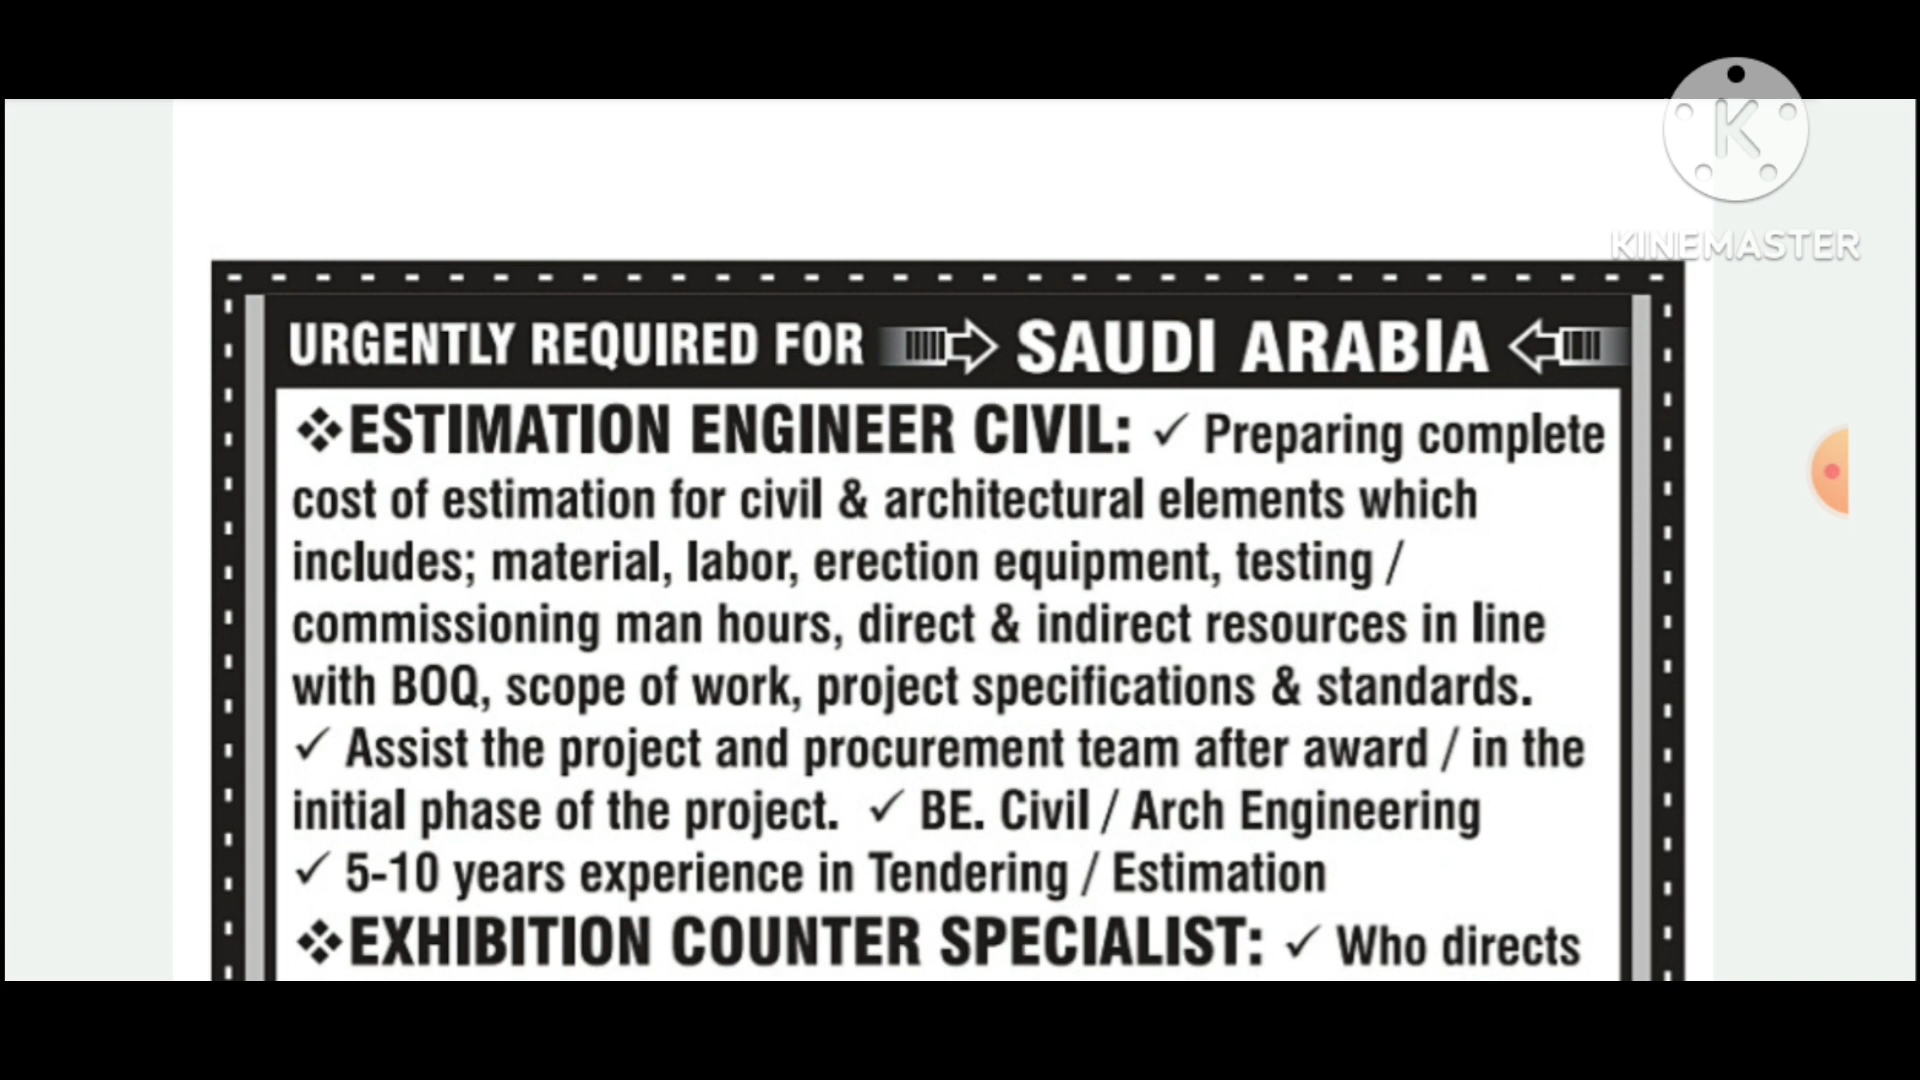 K
KINEMASTER
URGENTLY REQUIRED FOR SAUDI ARABIA
❖ESTIMATION ENGINEER CIVIL: ✓ Preparing complete
cost of estimation for civil & architectural elements which
includes; material, labor, erection equipment, testing /
commissioning man hours, direct & indirect resources in line
with BOQ, scope of work, project specifications & standards.
✓ Assist the project and procurement team after award / in the
initial phase of the project. ✓ BE. Civil / Arch Engineering
✓ 5-10 years experience in Tendering / Estimation
❖EXHIBITION COUNTER SPECIALIST: ✓ Who directs